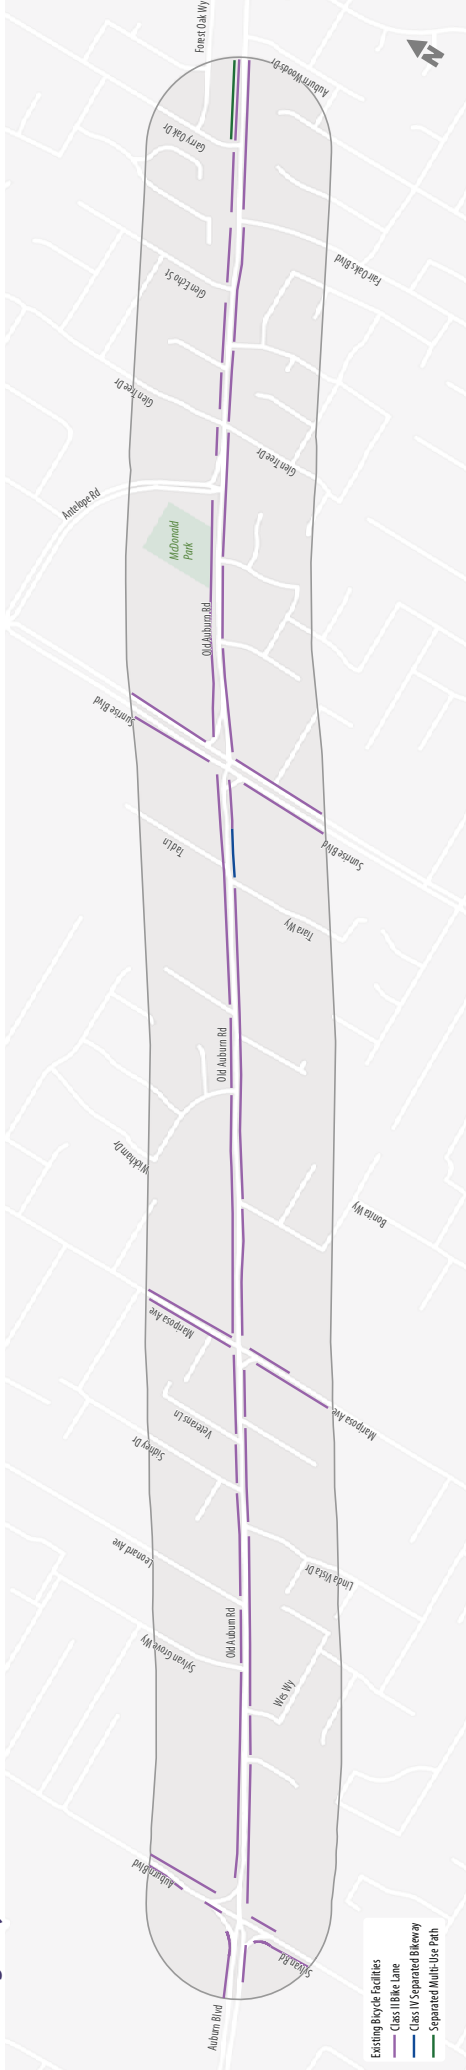 Forest Oak Wy
Auburn Woods Dr
Garry Oak Dr
Fair Oaks Blvd
Glen Echo St
Glen Tree Dr
Glen Tree Dr
Antelope Rd
McDonald
Park
Old Auburn Rd
Sunrise Blvd
Sunrise Blvd
Tad Ln
Tiara Wy
Old Auburn Rd
Wickham Dr
Bonita Wy
Mariposa Ave
Mariposa Ave
Veterans Ln
Sidney Dr
Leonard Ave
Linda Vista Dr
Old Auburn Rd
Sylvan Grove Wy
Wes Wy
Auburn Blvd
Sylvan Rd
Auburn Blvd
N
Existing Bicycle Facilities
Class II Bike Lane
Class IV Separated Bikeway
Separated Multi-Use Path